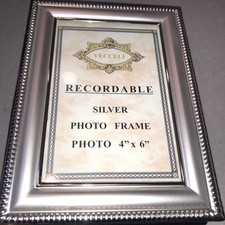 VECCELI
RECORDABLE
SILVER
PHOTO FRAME
PHOTO 4" x 6"